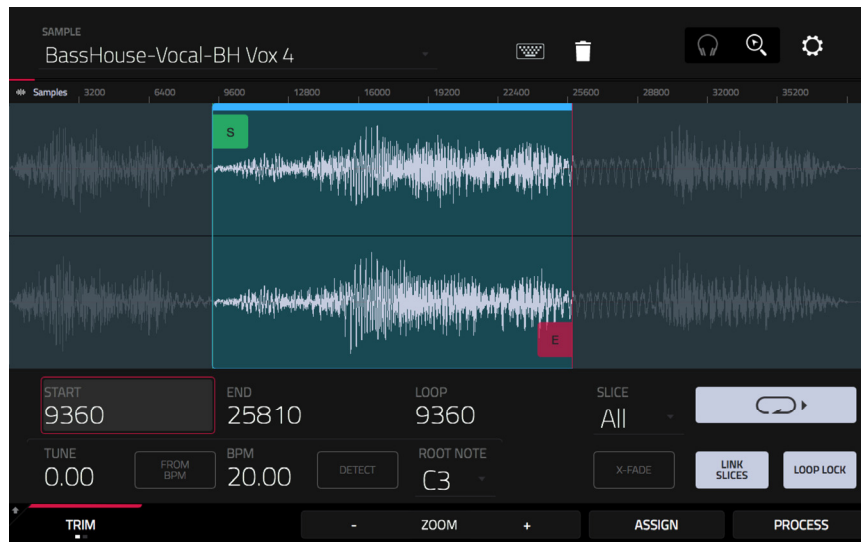 SAMPLE
BassHouse-Vocal-BH Vox 4
Samples 3200 6400 9600 12800 16000 19200 22400 25600 28800 32000 35200
S
E
START END LOOP SLICE
9360 25810 9360 All
TUNE BPM ROOT NOTE
0.00 FROM BPM 20.00 DETECT C3 X-FADE LINK SLICES LOOP LOCK
TRIM - ZOOM + ASSIGN PROCESS